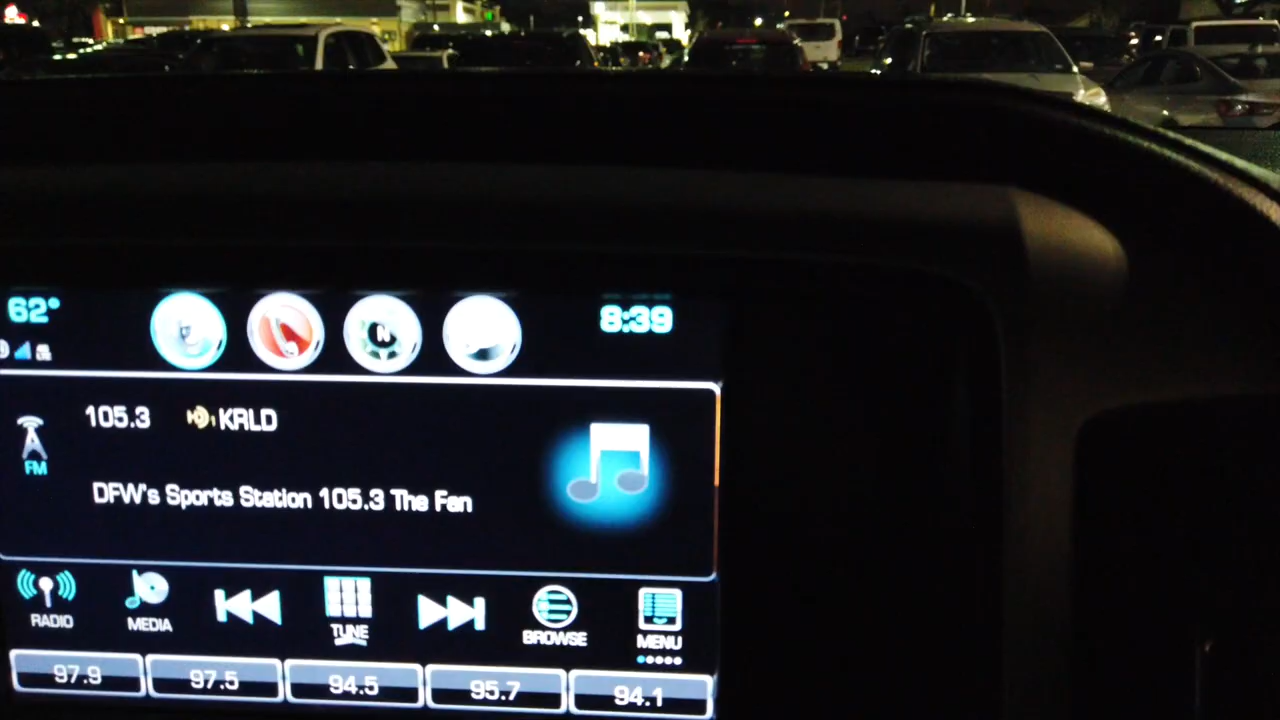 62°
8:39
N
105.3 KRLD
FM
DFW's Sports Station 105.3 The Fan
RADIO
MEDIA
TUNE
BROWSE
MENU
97.9
97.5
94.5
95.7
94.1